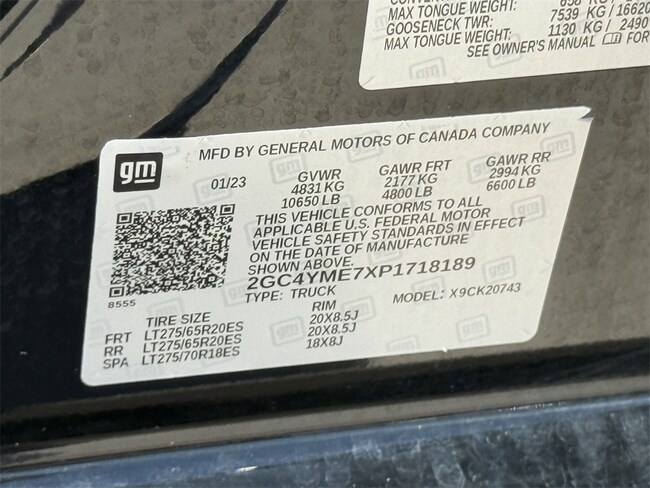 MAX TONGUE WEIGHT:
GOOSENECK TWR: 7539 KG / 1662
MAX TONGUE WEIGHT: 1130 KG / 2490
SEE OWNER'S MANUAL FOR
gm
MFD BY GENERAL MOTORS OF CANADA COMPANY
01/23 GVWR GAWR FRT GAWR RR
4831 KG 2177 KG 2994 KG
10650 LB 4800 LB 6600 LB
THIS VEHICLE CONFORMS TO ALL
APPLICABLE U.S. FEDERAL MOTOR
VEHICLE SAFETY STANDARDS IN EFFECT
ON THE DATE OF MANUFACTURE
SHOWN ABOVE.
2GC4YME7XP1718189
TYPE: TRUCK MODEL: X9CK20743
8555
TIRE SIZE RIM
FRT LT275/65R20ES 20X8.5J
RR LT275/65R20ES 20X8.5J
SPA LT275/70R18ES 18X8J